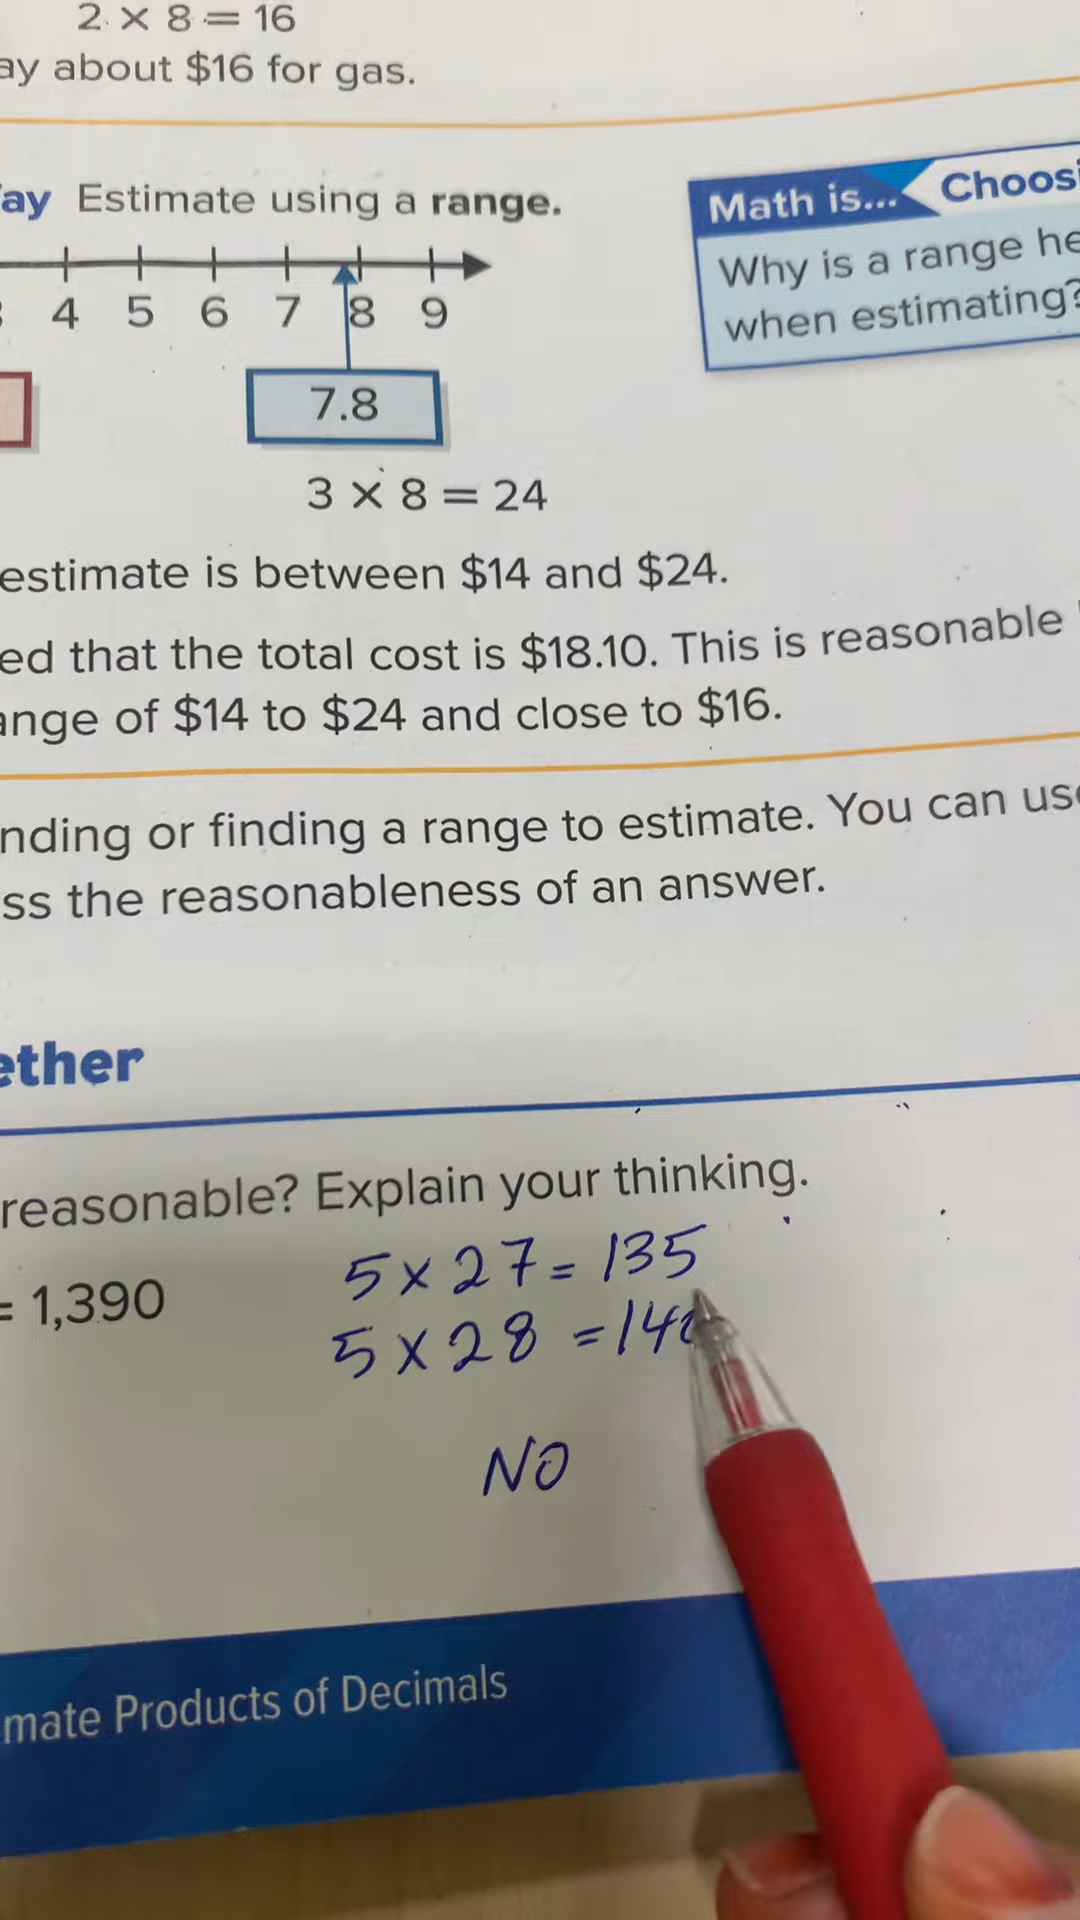 2 × 8 = 16
ay about $16 for gas.
ay Estimate using a range.
Math is... Choosi
Why is a range he
when estimating?
4 5 6 7 8 9
7.8
3 × 8 = 24
estimate is between $14 and $24.
ed that the total cost is $18.10. This is reasonable
ange of $14 to $24 and close to $16.
nding or finding a range to estimate. You can us
ss the reasonableness of an answer.
ether
reasonable? Explain your thinking.
= 1,390
5 × 27 = 135
5 × 28 = 14
NO
mate Products of Decimals